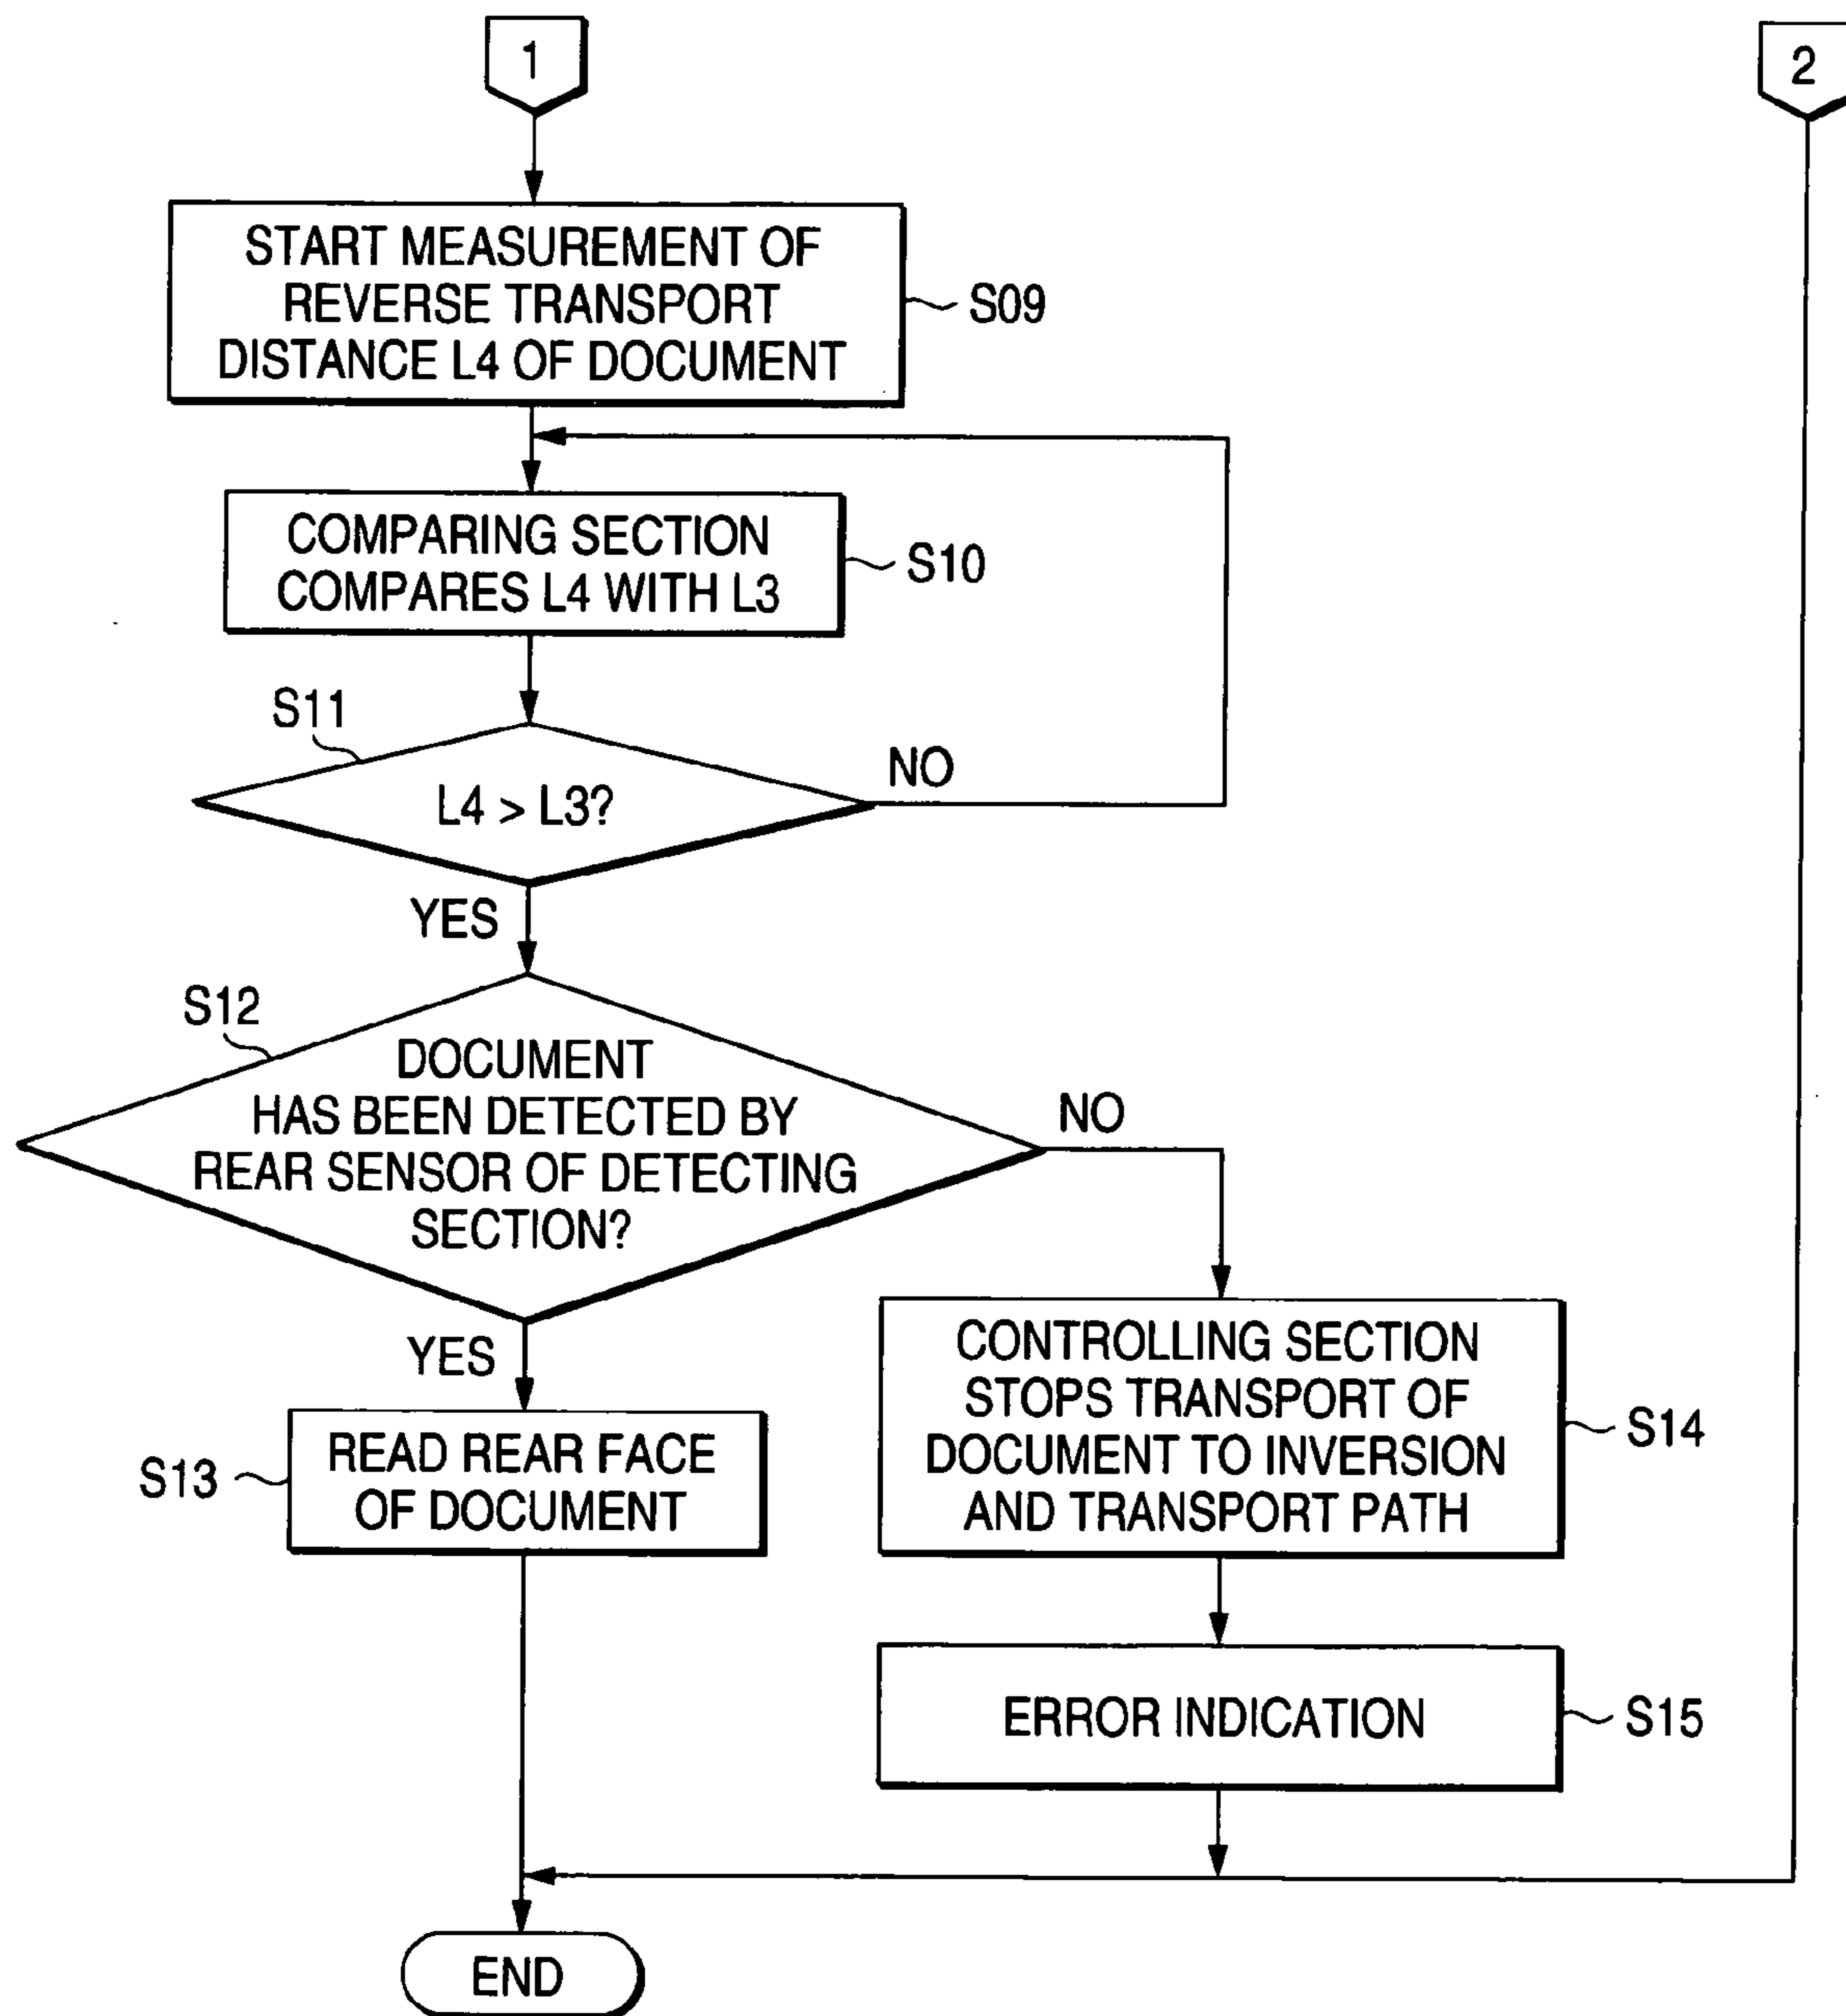 1
2
START MEASUREMENT OF
REVERSE TRANSPORT
DISTANCE L4 OF DOCUMENT
S09
COMPARING SECTION
COMPARES L4 WITH L3
S10
S11
L4 > L3?
NO
YES
S12
DOCUMENT
HAS BEEN DETECTED BY
REAR SENSOR OF DETECTING
SECTION?
NO
YES
S13
READ REAR FACE
OF DOCUMENT
CONTROLLING SECTION
STOPS TRANSPORT OF
DOCUMENT TO INVERSION
AND TRANSPORT PATH
S14
ERROR INDICATION
S15
END